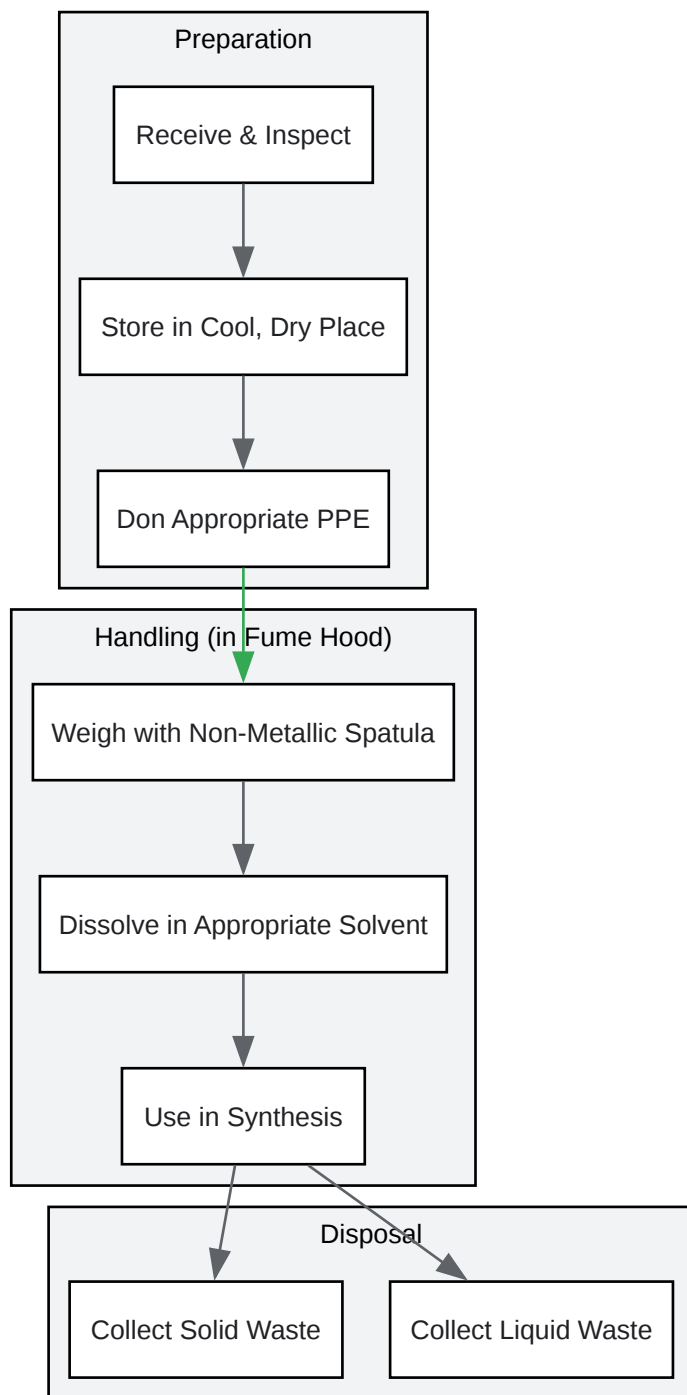 Preparation
Receive & Inspect
Store in Cool, Dry Place
Don Appropriate PPE
Handling (in Fume Hood)
Weigh with Non-Metallic Spatula
Dissolve in Appropriate Solvent
Use in Synthesis
Disposal
Collect Solid Waste
Collect Liquid Waste